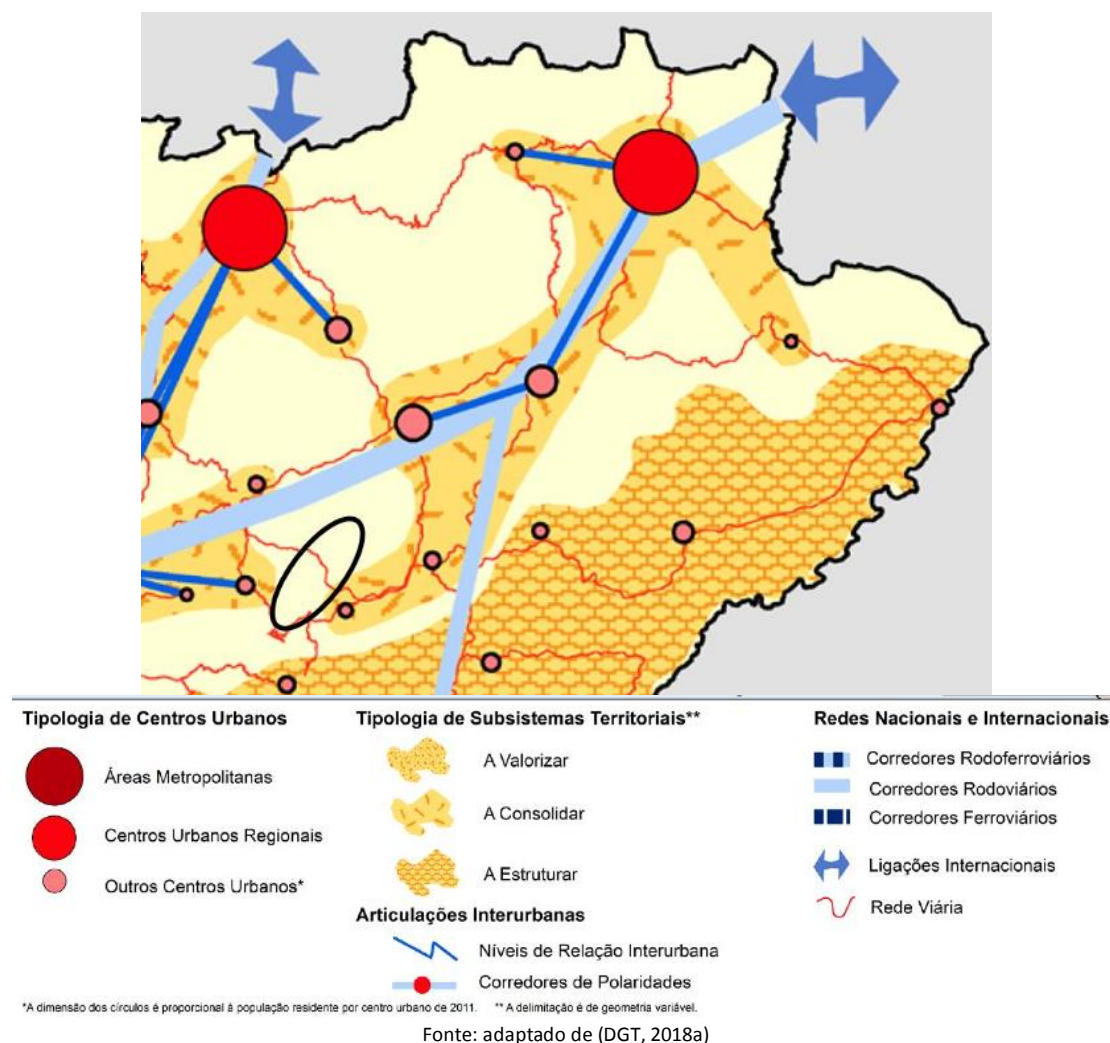 Tipologia de Centros Urbanos
Áreas Metropolitanas
Centros Urbanos Regionais
Outros Centros Urbanos*
Tipologia de Subsistemas Territoriais**
A Valorizar
A Consolidar
A Estruturar
Articulações Interurbanas
Níveis de Relação Interurbana
Corredores de Polaridades
Redes Nacionais e Internacionais
Corredores Rodoferroviários
Corredores Rodoviários
Corredores Ferroviários
Ligações Internacionais
Rede Viária
*A dimensão dos círculos é proporcional à população residente por centro urbano de 2011. ** A delimitação é de geometria variável.
Fonte: adaptado de (DGT, 2018a)